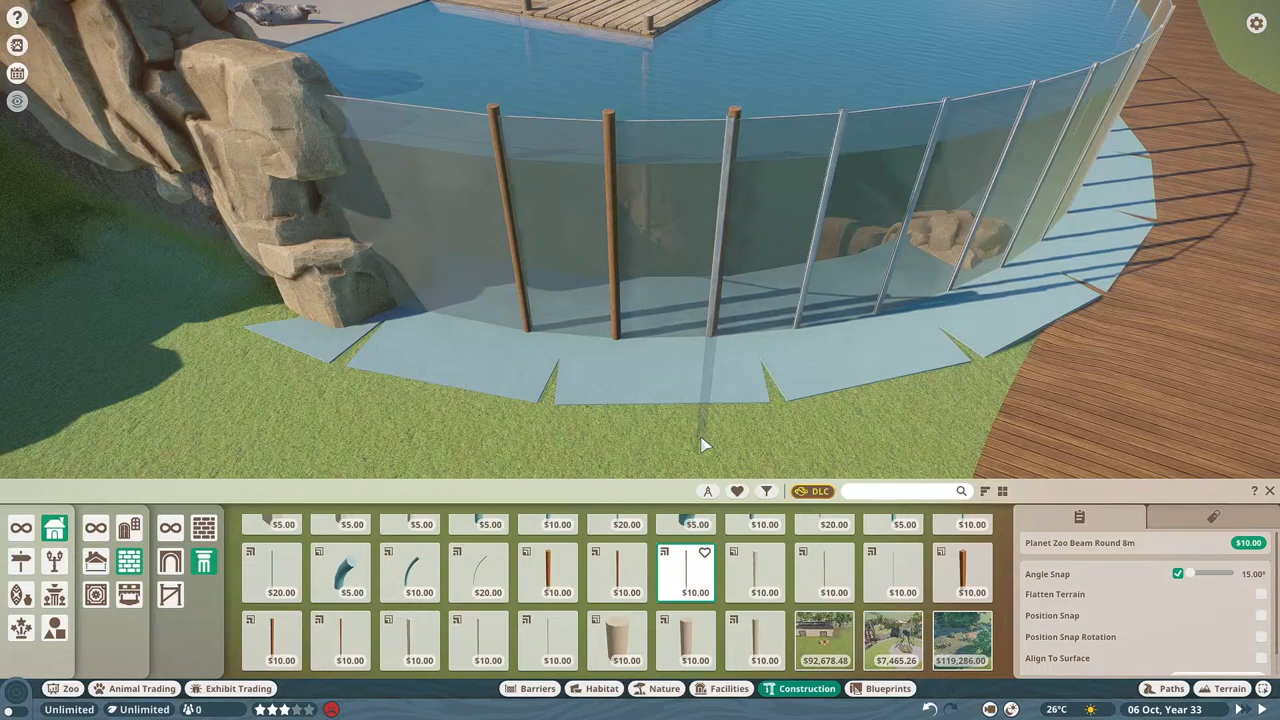 DLC
? ×
$5.00 $5.00 $5.00 $5.00 $10.00 $20.00 $5.00 $10.00 $20.00 $5.00 $10.00
Planet Zoo Beam Round 8m $10.00
$20.00 $5.00 $10.00 $20.00 $10.00 $10.00 $10.00 $10.00 $10.00 $10.00 $10.00
Angle Snap 15.00°
Flatten Terrain
Position Snap
Position Snap Rotation
Align To Surface
$10.00 $10.00 $10.00 $10.00 $10.00 $10.00 $10.00 $10.00 $92,678.48 $7,465.26 $119,286.00
Zoo Animal Trading Exhibit Trading Barriers Habitat Nature Facilities Construction Blueprints Paths Terrain
Unlimited Unlimited 0 26°C 06 Oct, Year 33